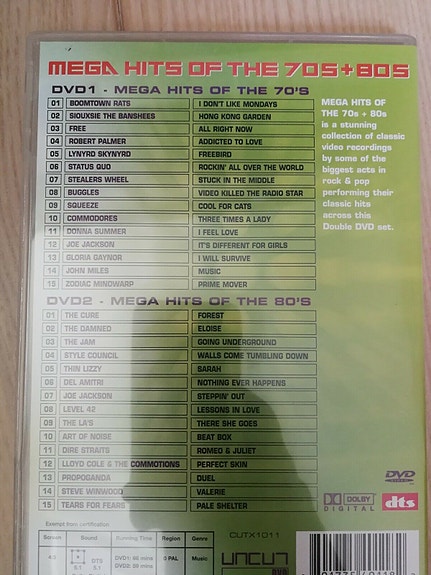 MEGA HITS OF THE 70S+80S
DVD1 - MEGA HITS OF THE 70'S
01 BOOMTOWN RATS I DON'T LIKE MONDAYS
02 SIOUXSIE THE BANSHEES HONG KONG GARDEN
03 FREE ALL RIGHT NOW
04 ROBERT PALMER ADDICTED TO LOVE
05 LYNYRD SKYNYRD FREEBIRD
06 STATUS QUO ROCKIN' ALL OVER THE WORLD
07 STEALERS WHEEL STUCK IN THE MIDDLE
08 BUGGLES VIDEO KILLED THE RADIO STAR
09 SQUEEZE COOL FOR CATS
10 COMMODORES THREE TIMES A LADY
11 DONNA SUMMER I FEEL LOVE
12 JOE JACKSON IT'S DIFFERENT FOR GIRLS
13 GLORIA GAYNOR I WILL SURVIVE
14 JOHN MILES MUSIC
15 ZODIAC MINDWARP PRIME MOVER
MEGA HITS OF
THE 70s + 80s
is a stunning
collection of classic
video recordings
by some of the
biggest acts in
rock & pop
performing their
classic hits
across this
Double DVD set.
DVD2 - MEGA HITS OF THE 80'S
01 THE CURE FOREST
02 THE DAMNED ELOISE
03 THE JAM GOING UNDERGROUND
04 STYLE COUNCIL WALLS COME TUMBLING DOWN
05 THIN LIZZY SARAH
06 DEL AMITRI NOTHING EVER HAPPENS
07 JOE JACKSON STEPPIN' OUT
08 LEVEL 42 LESSONS IN LOVE
09 THE LA'S THERE SHE GOES
10 ART OF NOISE BEAT BOX
11 DIRE STRAITS ROMEO & JULIET
12 LLOYD COLE & THE COMMOTIONS PERFECT SKIN
13 PROPAGANDA DUEL
14 STEVE WINWOOD VALERIE
15 TEARS FOR FEARS PALE SHELTER
DVD
VIDEO
DOLBY
DIGITAL
dts
Exempt from certification
Screen Sound Running Time Region Genre
4:3 5.1 DTS 5.1 DVD1: 60 mins 0 PAL Music
CUTX1011
UNCUT
DVD